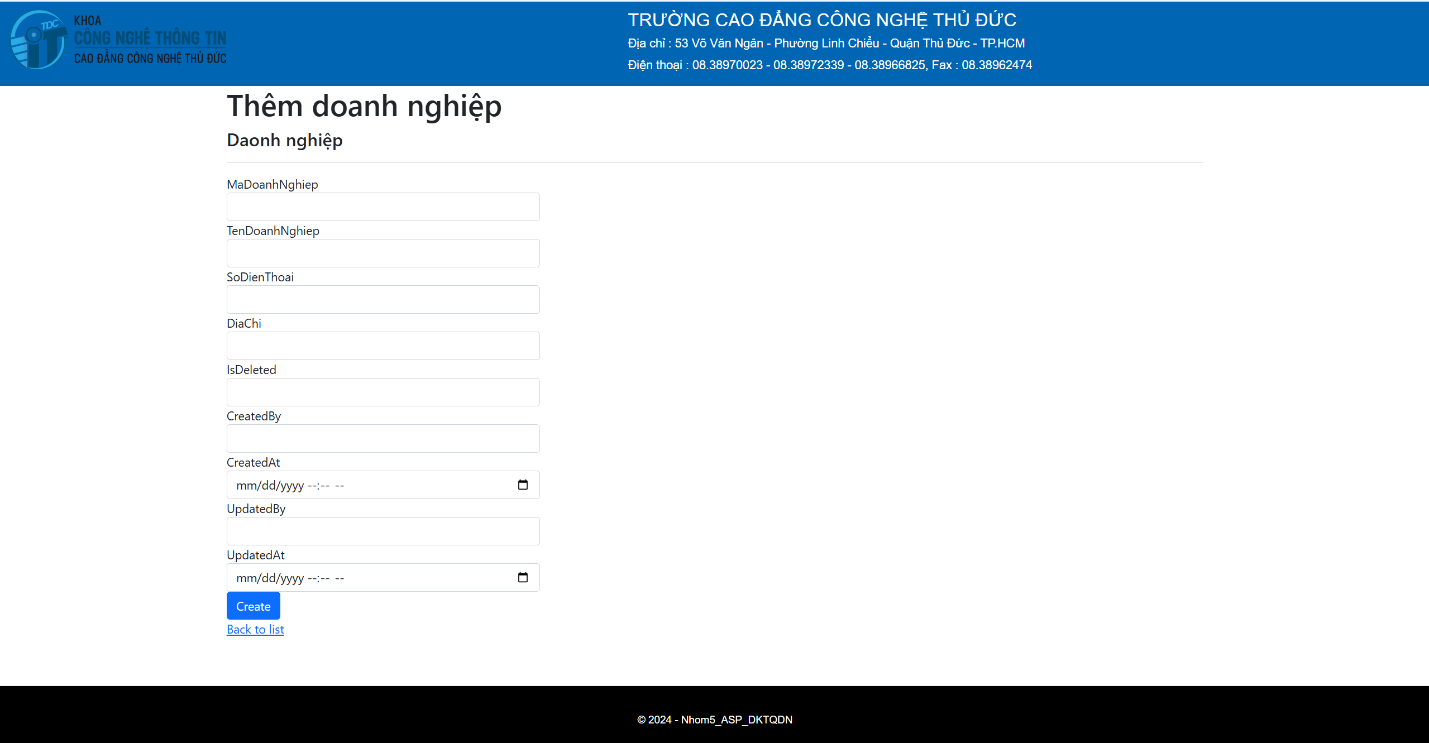 TDC
iT
KHOA
CÔNG NGHỆ THÔNG TIN
CAO ĐẲNG CÔNG NGHỆ THỦ ĐỨC
TRƯỜNG CAO ĐẲNG CÔNG NGHỆ THỦ ĐỨC
Địa chỉ : 53 Võ Văn Ngân - Phường Linh Chiểu - Quận Thủ Đức - TP.HCM
Điện thoại : 08.38970023 - 08.38972339 - 08.38966825, Fax : 08.38962474
Thêm doanh nghiệp
Daonh nghiệp
MaDoanhNghiep
TenDoanhNghiep
SoDienThoai
DiaChi
IsDeleted
CreatedBy
CreatedAt
mm/dd/yyyy --:-- --
UpdatedBy
UpdatedAt
mm/dd/yyyy --:-- --
Create
Back to list
© 2024 - Nhom5_ASP_DKTQDN